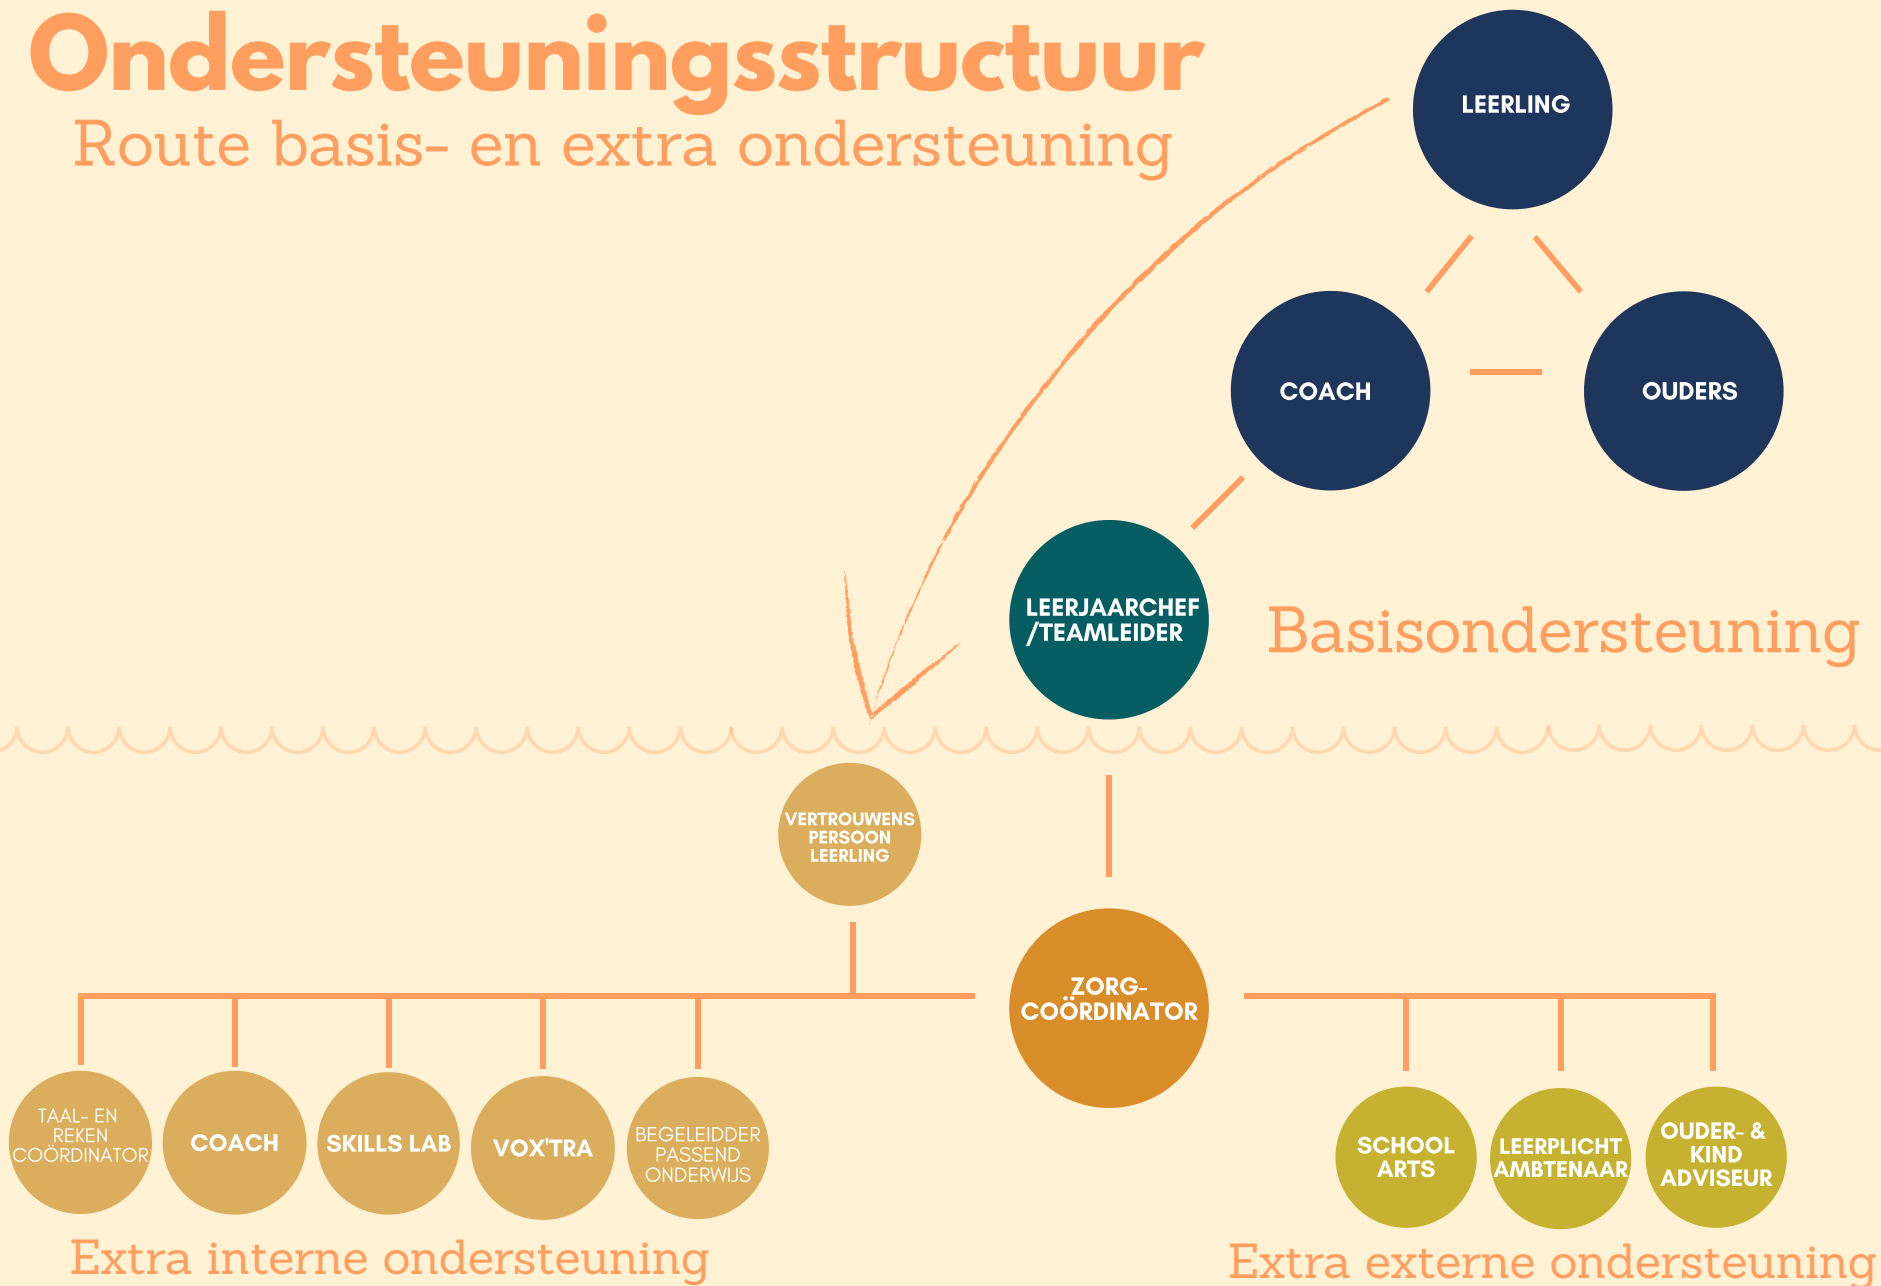 Ondersteuningsstructuur
Route basis- en extra ondersteuning
LEERLING
COACH
OUDERS
LEERJAARCHEF
/TEAMLEIDER
Basisondersteuning
VERTROUWENS
PERSOON
LEERLING
ZORG-
COÖRDINATOR
TAAL- EN
REKEN
COÖRDINATOR
COACH
SKILLS LAB
VOX'TRA
BEGELEIDDER
PASSEND
ONDERWIJS
SCHOOL
ARTS
LEERPLICHT
AMBTENAAR
OUDER- &
KIND
ADVISEUR
Extra interne ondersteuning
Extra externe ondersteuning